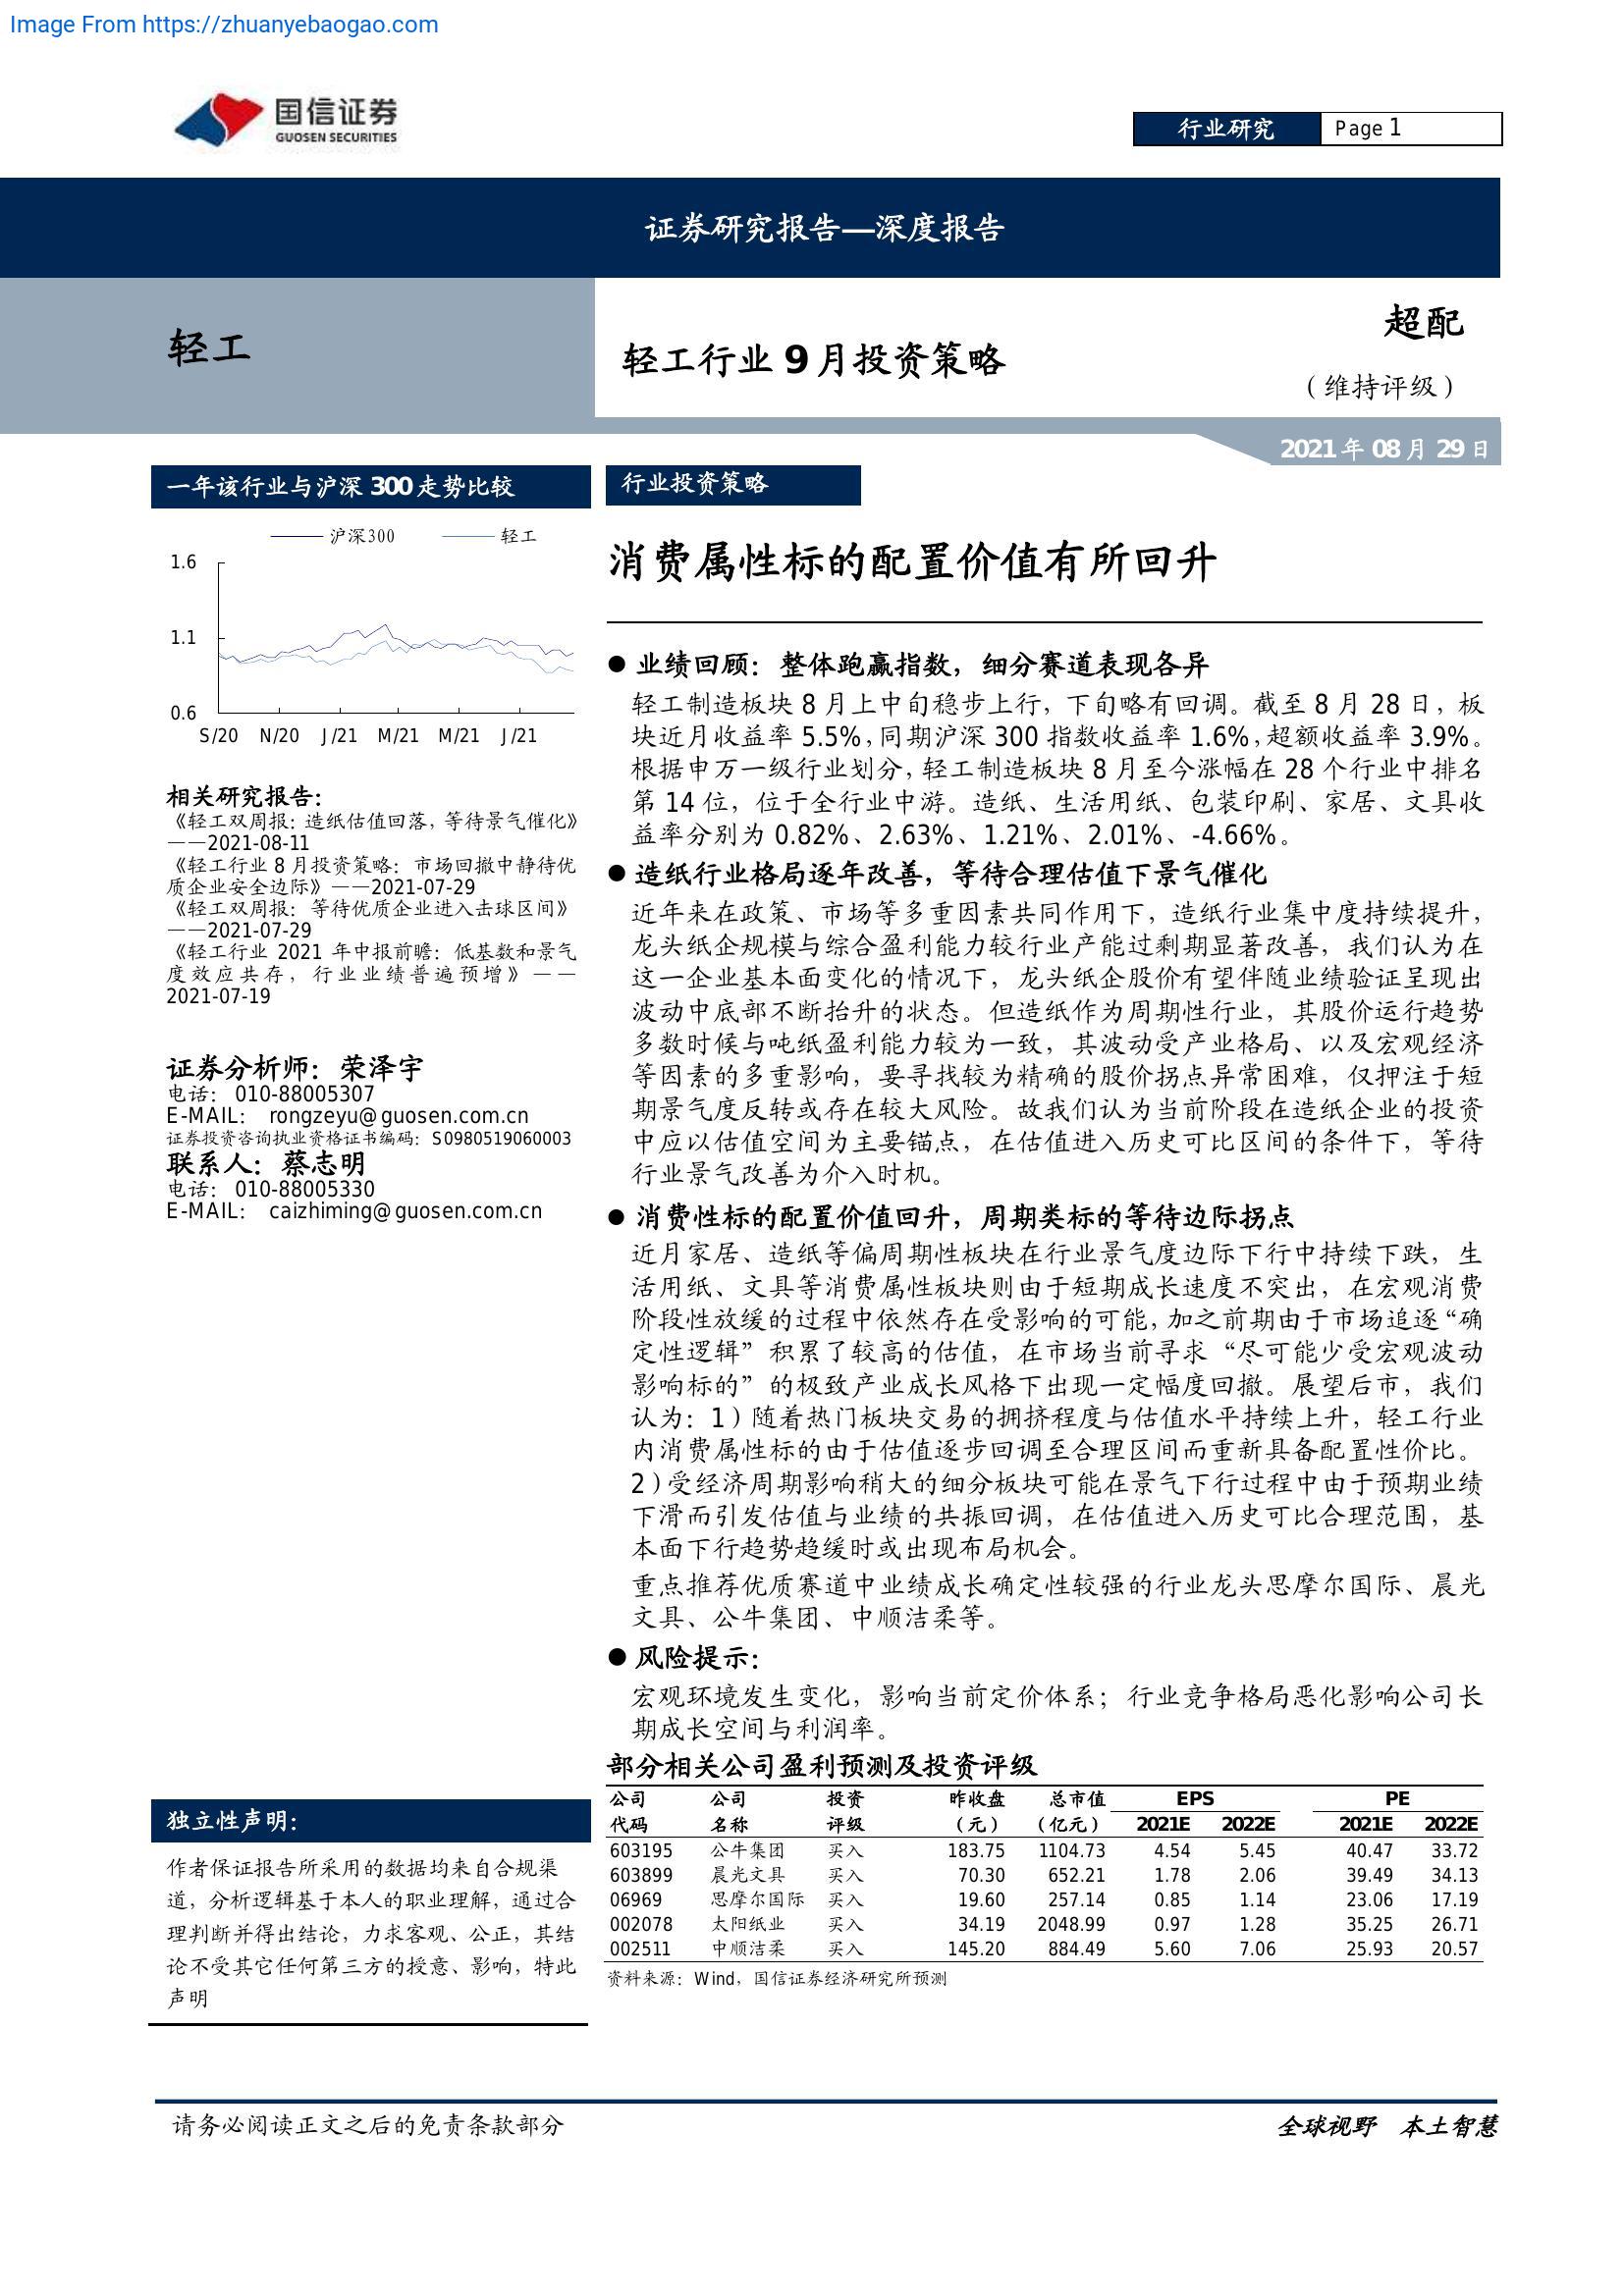 Image From https://zhuanyebaogao.com
国信证券
GUOSEN SECURITIES
行业研究
Page 1
证券研究报告—深度报告
轻工
轻工行业 9 月投资策略
超配
（维持评级）
2021 年 08 月 29 日
一年该行业与沪深 300 走势比较
沪深300 轻工
1.6
1.1
0.6
S/20 N/20 J/21 M/21 M/21 J/21
相关研究报告：
《轻工双周报：造纸估值回落，等待景气催化》
——2021-08-11
《轻工行业 8 月投资策略：市场回撤中静待优
质企业安全边际》——2021-07-29
《轻工双周报：等待优质企业进入击球区间》
——2021-07-29
《轻工行业 2021 年中报前瞻：低基数和景气
度效应共存，行业业绩普遍预增》——
2021-07-19
证券分析师：荣泽宇
电话： 010-88005307
E-MAIL： rongzeyu@guosen.com.cn
证券投资咨询执业资格证书编码：S0980519060003
联系人：蔡志明
电话： 010-88005330
E-MAIL： caizhiming@guosen.com.cn
独立性声明：
作者保证报告所采用的数据均来自合规渠
道，分析逻辑基于本人的职业理解，通过合
理判断并得出结论，力求客观、公正，其结
论不受其它任何第三方的授意、影响，特此
声明
行业投资策略
消费属性标的配置价值有所回升
● 业绩回顾：整体跑赢指数，细分赛道表现各异
轻工制造板块 8 月上中旬稳步上行，下旬略有回调。截至 8 月 28 日，板
块近月收益率 5.5%，同期沪深 300 指数收益率 1.6%，超额收益率 3.9%。
根据申万一级行业划分，轻工制造板块 8 月至今涨幅在 28 个行业中排名
第 14 位，位于全行业中游。造纸、生活用纸、包装印刷、家居、文具收
益率分别为 0.82%、2.63%、1.21%、2.01%、-4.66%。
● 造纸行业格局逐年改善，等待合理估值下景气催化
近年来在政策、市场等多重因素共同作用下，造纸行业集中度持续提升，
龙头纸企规模与综合盈利能力较行业产能过剩期显著改善，我们认为在
这一企业基本面变化的情况下，龙头纸企股价有望伴随业绩验证呈现出
波动中底部不断抬升的状态。但造纸作为周期性行业，其股价运行趋势
多数时候与吨纸盈利能力较为一致，其波动受产业格局、以及宏观经济
等因素的多重影响，要寻找较为精确的股价拐点异常困难，仅押注于短
期景气度反转或存在较大风险。故我们认为当前阶段在造纸企业的投资
中应以估值空间为主要锚点，在估值进入历史可比区间的条件下，等待
行业景气改善为介入时机。
● 消费性标的配置价值回升，周期类标的等待边际拐点
近月家居、造纸等偏周期性板块在行业景气度边际下行中持续下跌，生
活用纸、文具等消费属性板块则由于短期成长速度不突出，在宏观消费
阶段性放缓的过程中依然存在受影响的可能，加之前期由于市场追逐“确
定性逻辑”积累了较高的估值，在市场当前寻求“尽可能少受宏观波动
影响标的”的极致产业成长风格下出现一定幅度回撤。展望后市，我们
认为：1）随着热门板块交易的拥挤程度与估值水平持续上升，轻工行业
内消费属性标的由于估值逐步回调至合理区间而重新具备配置性价比。
2）受经济周期影响稍大的细分板块可能在景气下行过程中由于预期业绩
下滑而引发估值与业绩的共振回调，在估值进入历史可比合理范围，基
本面下行趋势趋缓时或出现布局机会。
重点推荐优质赛道中业绩成长确定性较强的行业龙头思摩尔国际、晨光
文具、公牛集团、中顺洁柔等。
● 风险提示：
宏观环境发生变化，影响当前定价体系；行业竞争格局恶化影响公司长
期成长空间与利润率。
部分相关公司盈利预测及投资评级
公司 公司 投资 昨收盘 总市值 EPS PE
代码 名称 评级 （元） （亿元） 2021E 2022E 2021E 2022E
603195 公牛集团 买入 183.75 1104.73 4.54 5.45 40.47 33.72
603899 晨光文具 买入 70.30 652.21 1.78 2.06 39.49 34.13
06969 思摩尔国际 买入 19.60 257.14 0.85 1.14 23.06 17.19
002078 太阳纸业 买入 34.19 2048.99 0.97 1.28 35.25 26.71
002511 中顺洁柔 买入 145.20 884.49 5.60 7.06 25.93 20.57
资料来源：Wind，国信证券经济研究所预测
请务必阅读正文之后的免责条款部分
全球视野 本土智慧